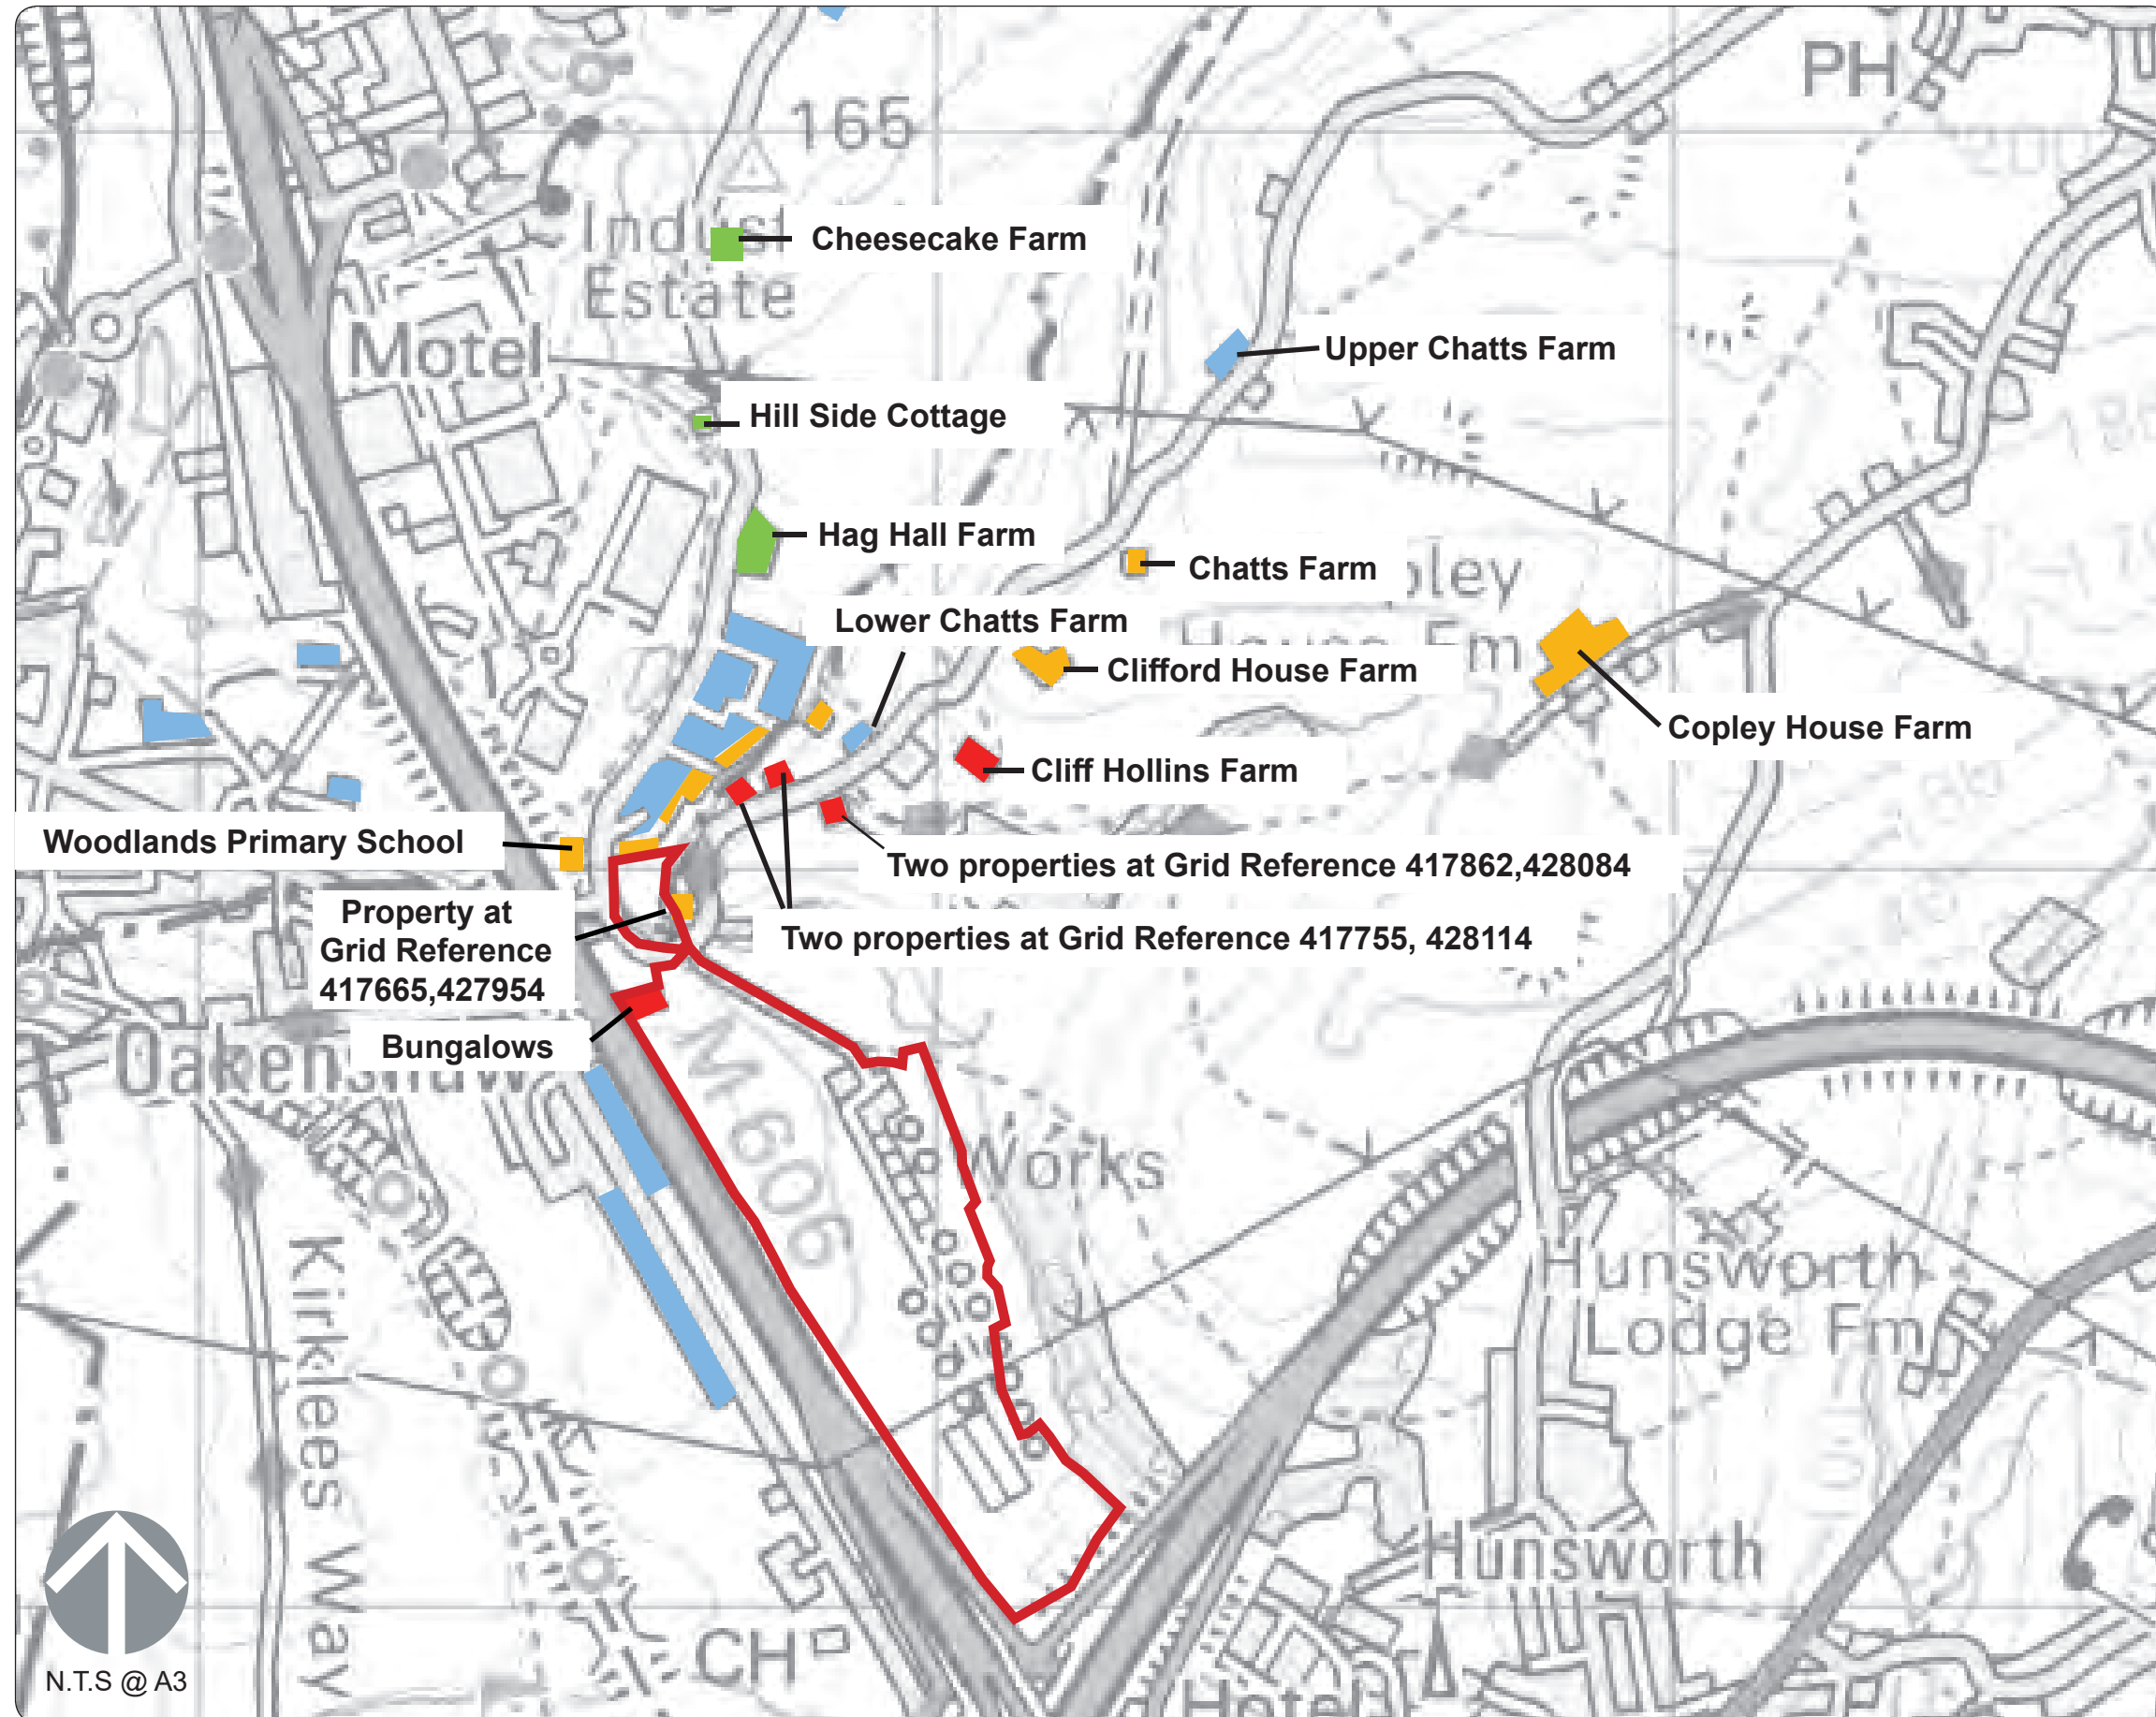 PH
165
Cheesecake Farm
Estate
Motel
Upper Chatts Farm
Hill Side Cottage
Hag Hall Farm
Chatts Farm
Lower Chatts Farm
Clifford House Farm
Copley House Farm
Cliff Hollins Farm
Woodlands Primary School
Two properties at Grid Reference 417862,428084
Property at
Grid Reference
417665,427954
Two properties at Grid Reference 417755, 428114
Bungalows
Oakenshaw
M 606
Works
Kirklees Way
Hunsworth
Lodge Fm
Hunsworth
CH
Hotel
N.T.S @ A3